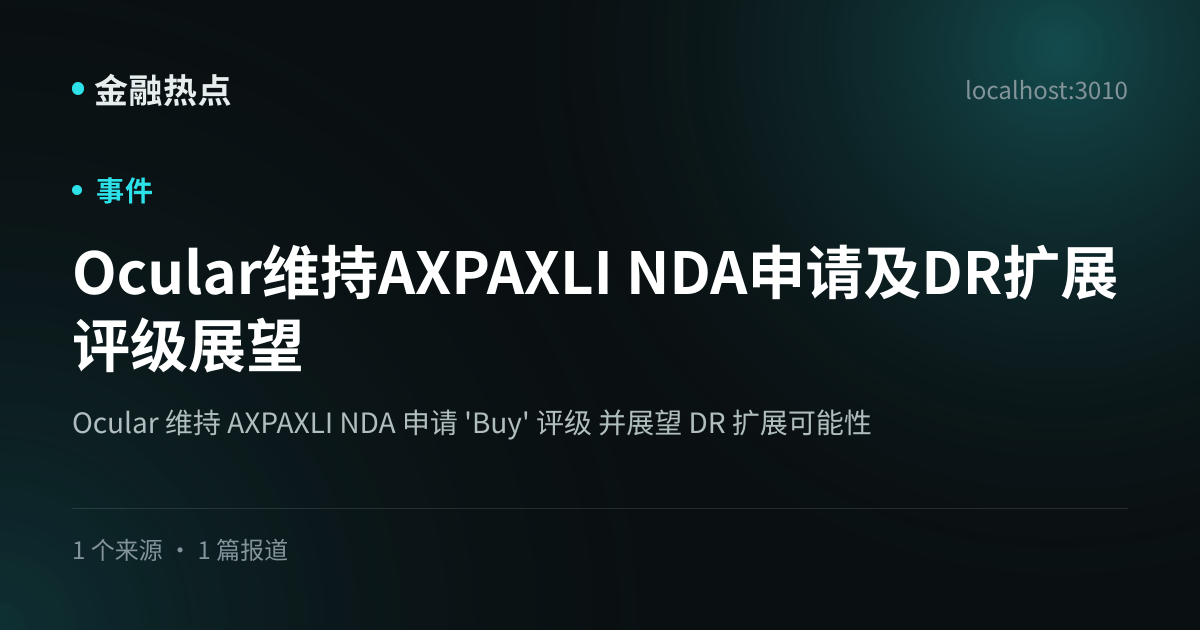 金融热点
localhost:3010
事件
Ocular维持AXPAXLI NDA申请及DR扩展
评级展望
Ocular 维持 AXPAXLI NDA 申请 'Buy' 评级 并展望 DR 扩展可能性
1 个来源 · 1 篇报道